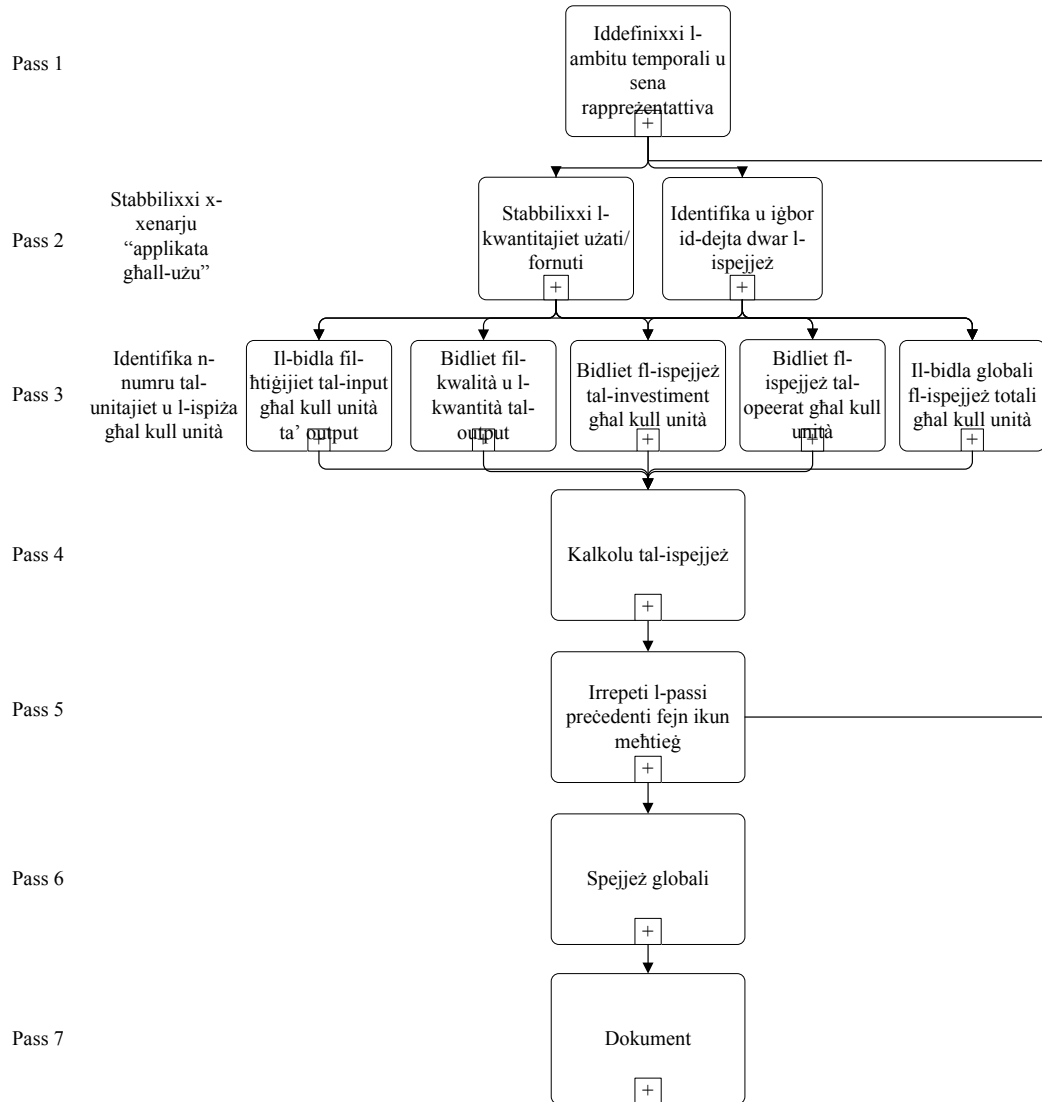 Pass 1
Iddefinixxi l-
ambitu temporali u
sena
rappreżentattiva
+
Pass 2
Stabbilixxi x-
xenarju
“applikata
għall-użu”
Stabbilixxi l-
kwantitajiet użati/
fornuti
+
Identifika u iġbor
id-dejta dwar l-
ispejjeż
+
Pass 3
Identifika n-
numru tal-
unitajiet u l-ispiża
għal kull unità
Il-bidla fil-
ħtiġijiet tal-input
għal kull unità
ta’ output
+
Bidliet fil-
kwalità u l-
kwantità tal-
output
+
Bidliet fl-ispejjeż
tal-investiment
għal kull unità
+
Bidliet fl-
ispejjeż tal-
opeerat għal kull
unità
+
Il-bidla globali
fl-ispejjeż totali
għal kull unità
+
Pass 4
Kalkolu tal-ispejjeż
+
Pass 5
Irrepeti l-passi
preċedenti fejn ikun
meħtieġ
+
Pass 6
Spejjeż globali
+
Pass 7
Dokument
+